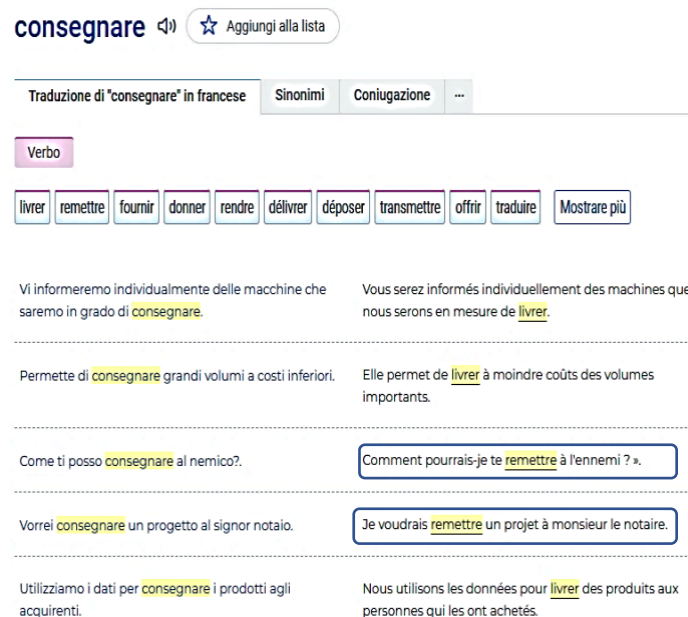 consegnare Aggiungi alla lista
Traduzione di "consegnare" in francese Sinonimi Coniugazione ...
Verbo
livrer remettre fournir donner rendre délivrer déposer transmettre offrir traduire Mostrare più
Vi informeremo individualmente delle macchine che
saremo in grado di consegnare.
Vous serez informés individuellement des machines que
nous serons en mesure de livrer.
Permette di consegnare grandi volumi a costi inferiori.
Elle permet de livrer à moindre coûts des volumes
importants.
Come ti posso consegnare al nemico?.
Comment pourrais-je te remettre à l'ennemi ? ».
Vorrei consegnare un progetto al signor notaio.
Je voudrais remettre un projet à monsieur le notaire.
Utilizziamo i dati per consegnare i prodotti agli
acquirenti.
Nous utilisons les données pour livrer des produits aux
personnes qui les ont achetés.